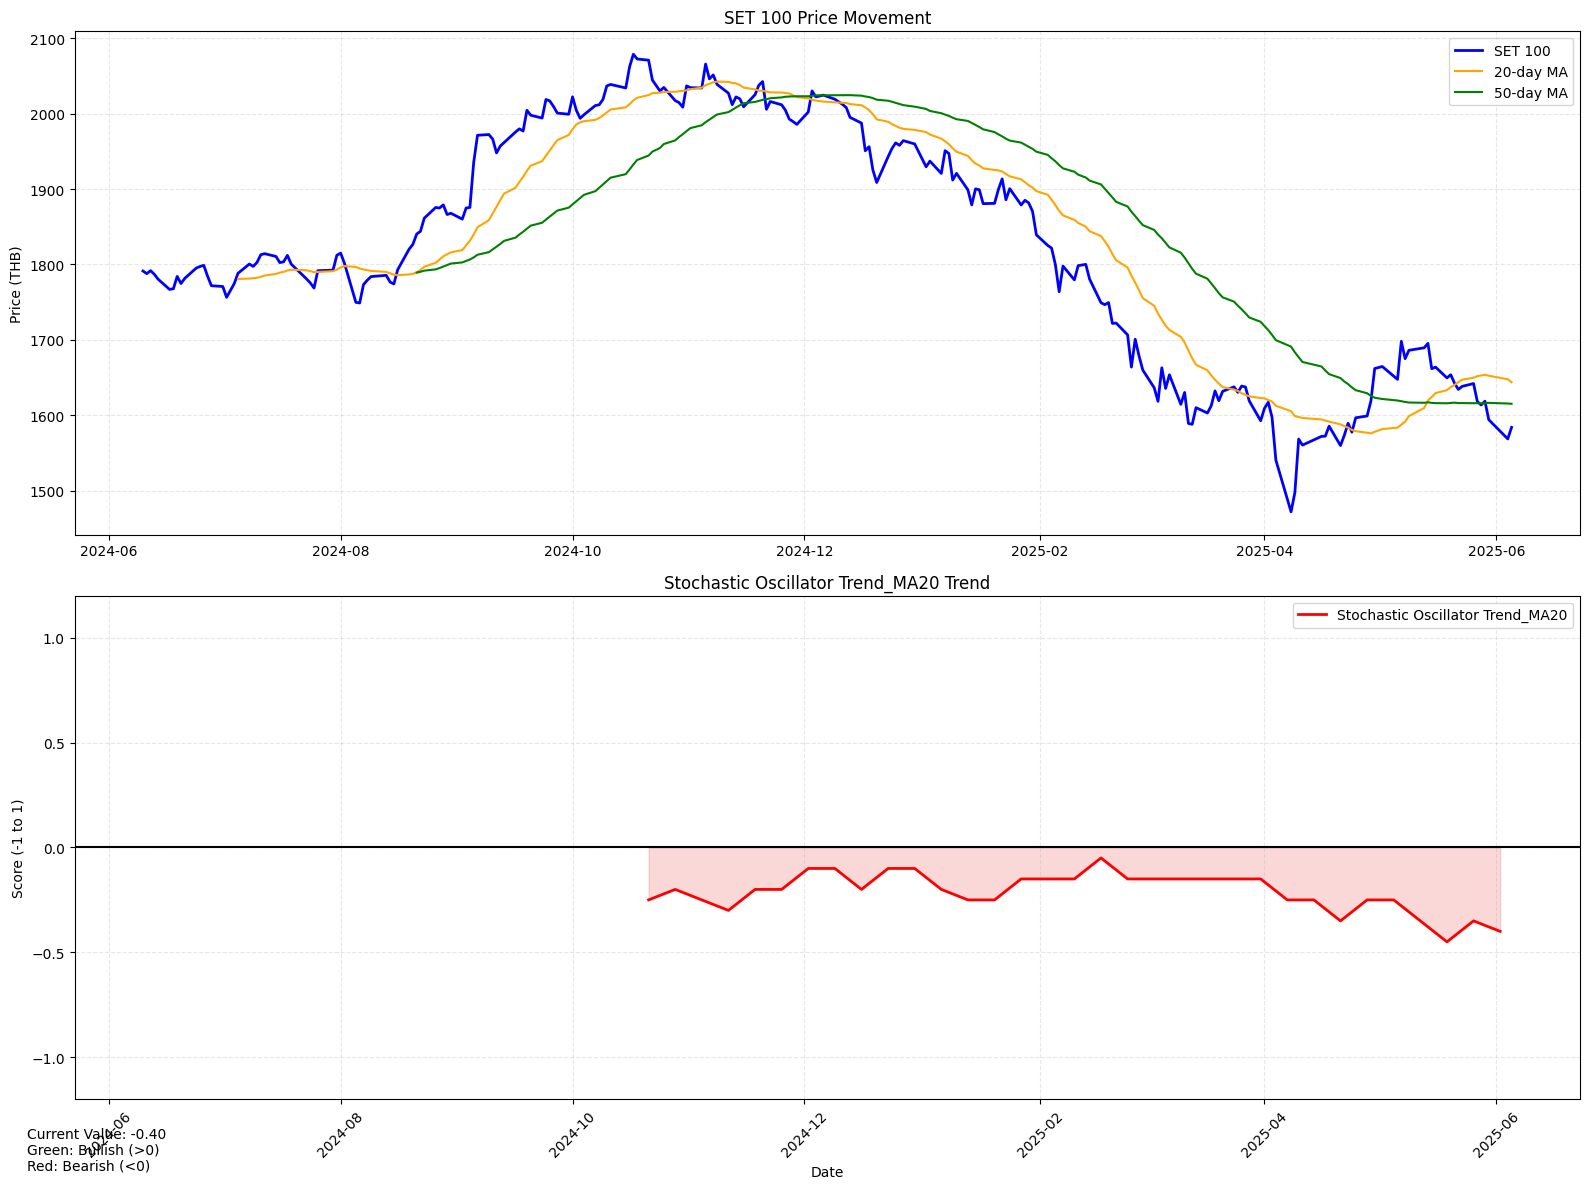 SET 100 Price Movement
SET 100
20-day MA
50-day MA
Price (THB)
2100
2000
1900
1800
1700
1600
1500
2024-06
2024-08
2024-10
2024-12
2025-02
2025-04
2025-06
Stochastic Oscillator Trend_MA20 Trend
Stochastic Oscillator Trend_MA20
Score (-1 to 1)
1.0
0.5
0.0
−0.5
−1.0
2024-06
2024-08
2024-10
2024-12
2025-02
2025-04
2025-06
Date
Current Value: -0.40
Green: Bullish (>0)
Red: Bearish (<0)